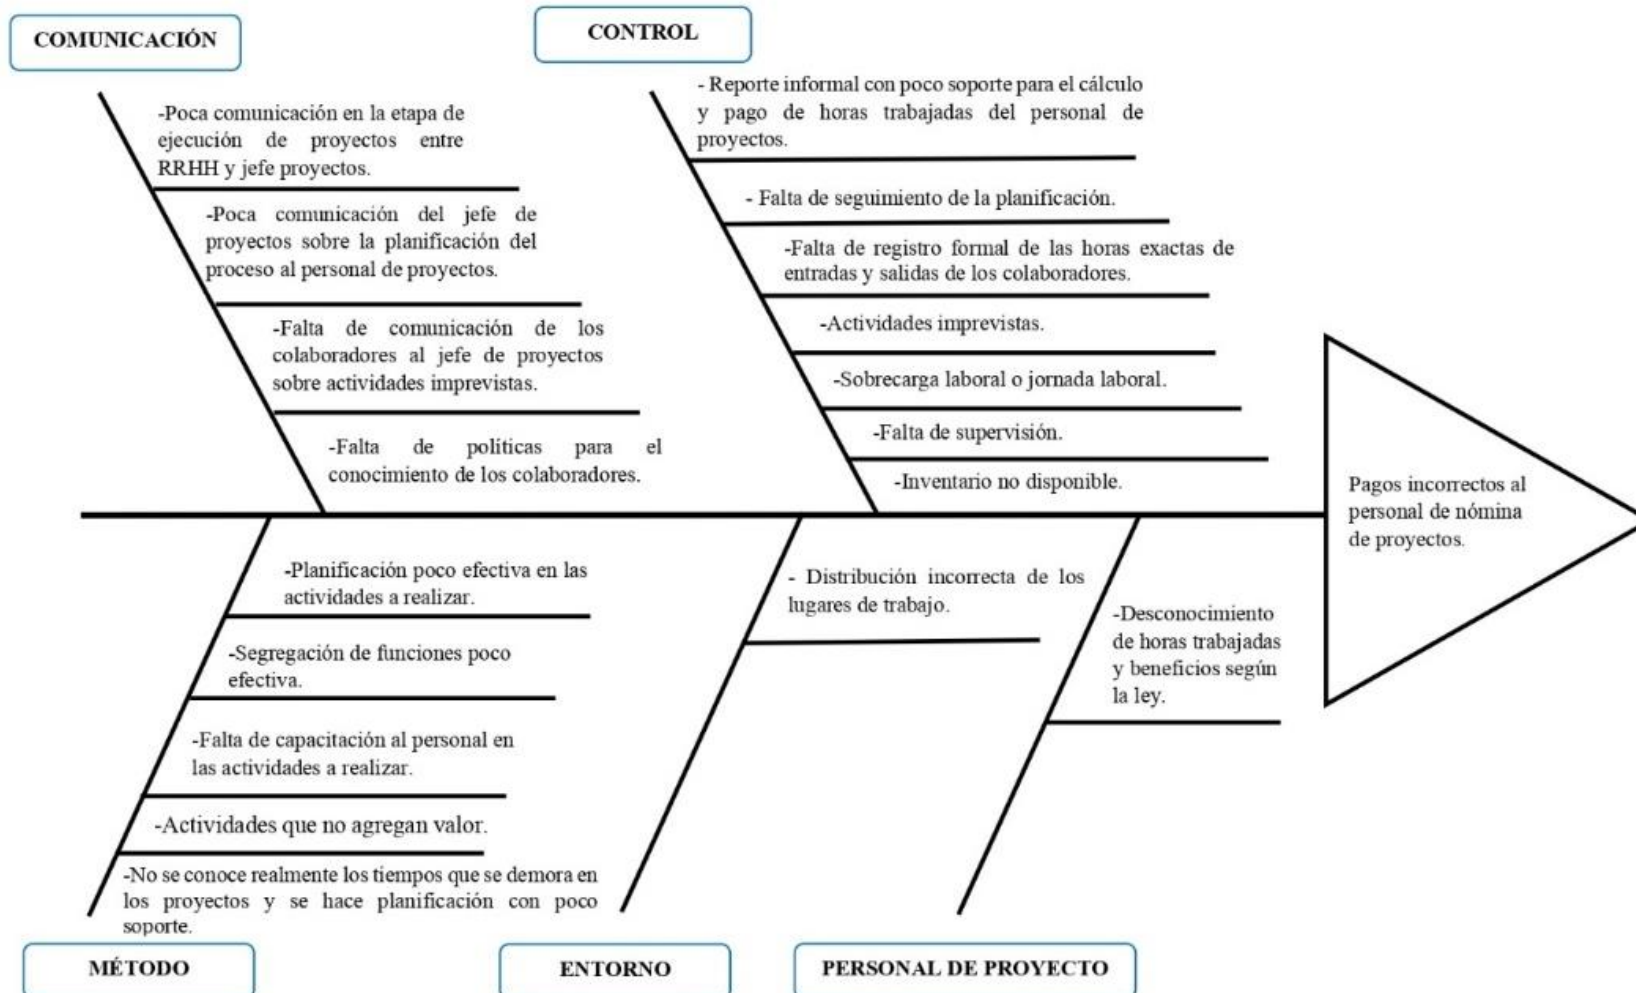 COMUNICACIÓN
-Poca comunicación en la etapa de
ejecución de proyectos entre
RRHH y jefe proyectos.
-Poca comunicación del jefe de
proyectos sobre la planificación del
proceso al personal de proyectos.
-Falta de comunicación de los
colaboradores al jefe de proyectos
sobre actividades imprevistas.
-Falta de políticas para el
conocimiento de los colaboradores.
CONTROL
- Reporte informal con poco soporte para el cálculo
y pago de horas trabajadas del personal de
proyectos.
- Falta de seguimiento de la planificación.
-Falta de registro formal de las horas exactas de
entradas y salidas de los colaboradores.
-Actividades imprevistas.
-Sobrecarga laboral o jornada laboral.
-Falta de supervisión.
-Inventario no disponible.
Pagos incorrectos al
personal de nómina
de proyectos.
-Planificación poco efectiva en las
actividades a realizar.
-Segregación de funciones poco
efectiva.
-Falta de capacitación al personal en
las actividades a realizar.
-Actividades que no agregan valor.
-No se conoce realmente los tiempos que se demora en
los proyectos y se hace planificación con poco
soporte.
MÉTODO
- Distribución incorrecta de los
lugares de trabajo.
ENTORNO
-Desconocimiento
de horas trabajadas
y beneficios según
la ley.
PERSONAL DE PROYECTO